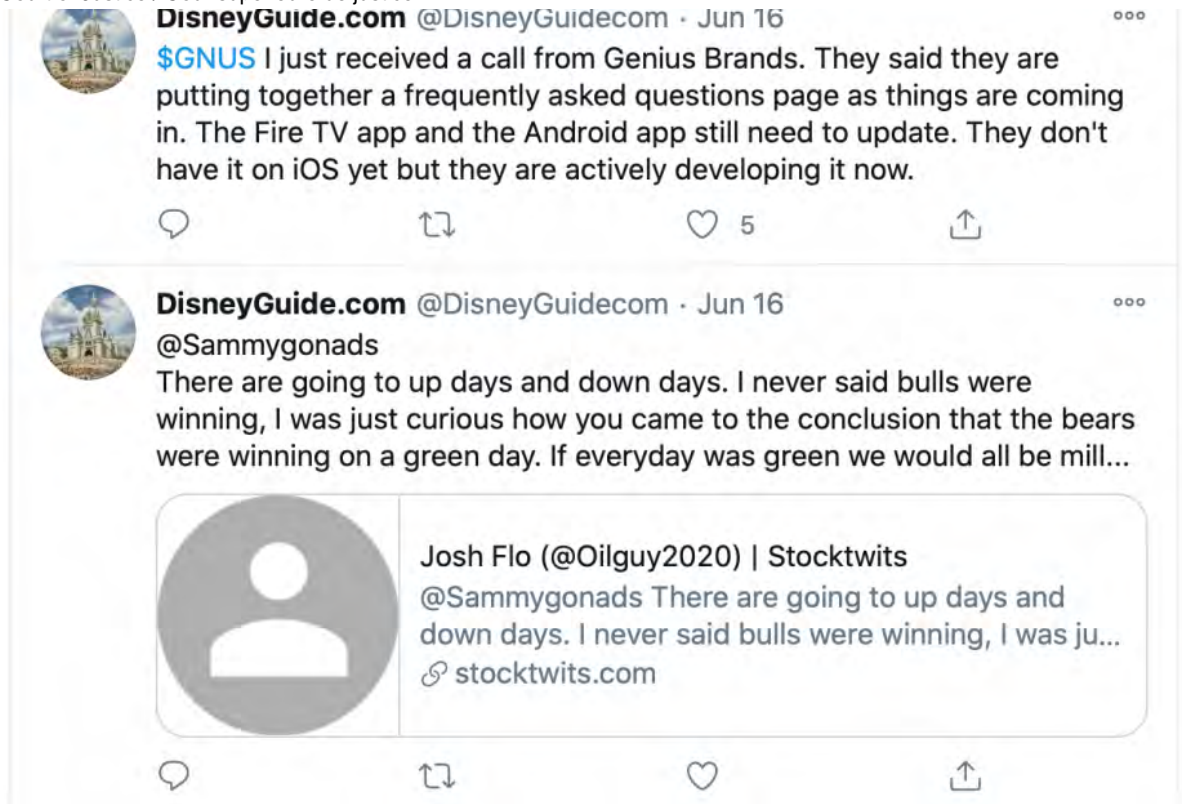 DisneyGuide.com @DisneyGuidecom · Jun 16
$GNUS I just received a call from Genius Brands. They said they are
putting together a frequently asked questions page as things are coming
in. The Fire TV app and the Android app still need to update. They don't
have it on iOS yet but they are actively developing it now.
5
DisneyGuide.com @DisneyGuidecom · Jun 16
@Sammygonads
There are going to up days and down days. I never said bulls were
winning, I was just curious how you came to the conclusion that the bears
were winning on a green day. If everyday was green we would all be mill...
Josh Flo (@Oilguy2020) | Stocktwits
@Sammygonads There are going to up days and
down days. I never said bulls were winning, I was ju...
stocktwits.com